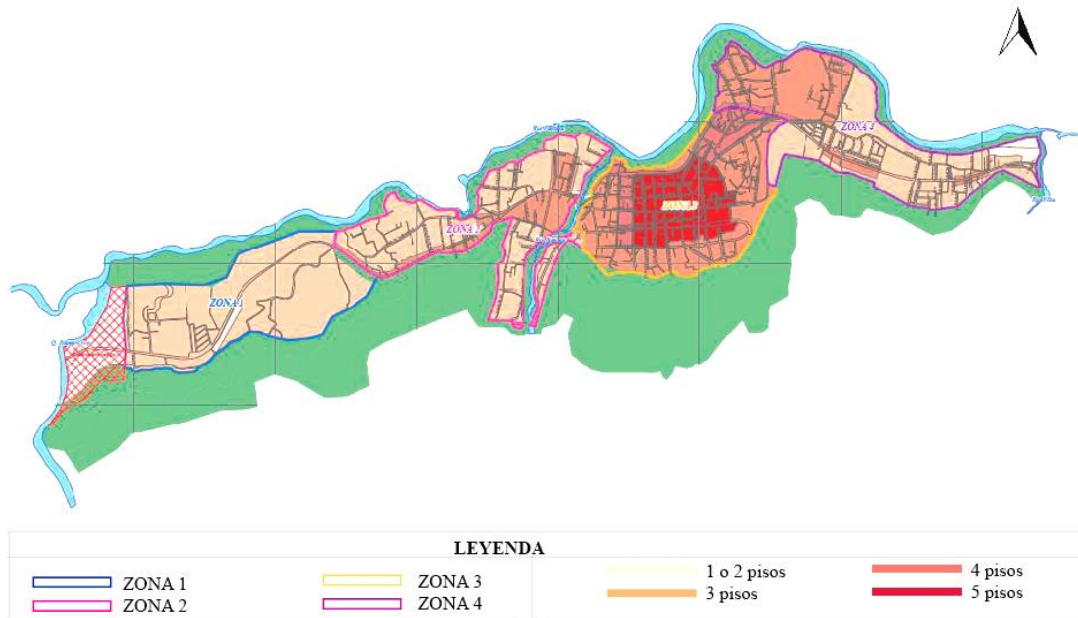 ZONA 4
ZONA 3
ZONA 2
ZONA 1
LEYENDA
ZONA 1
ZONA 2
ZONA 3
ZONA 4
1 o 2 pisos
3 pisos
4 pisos
5 pisos